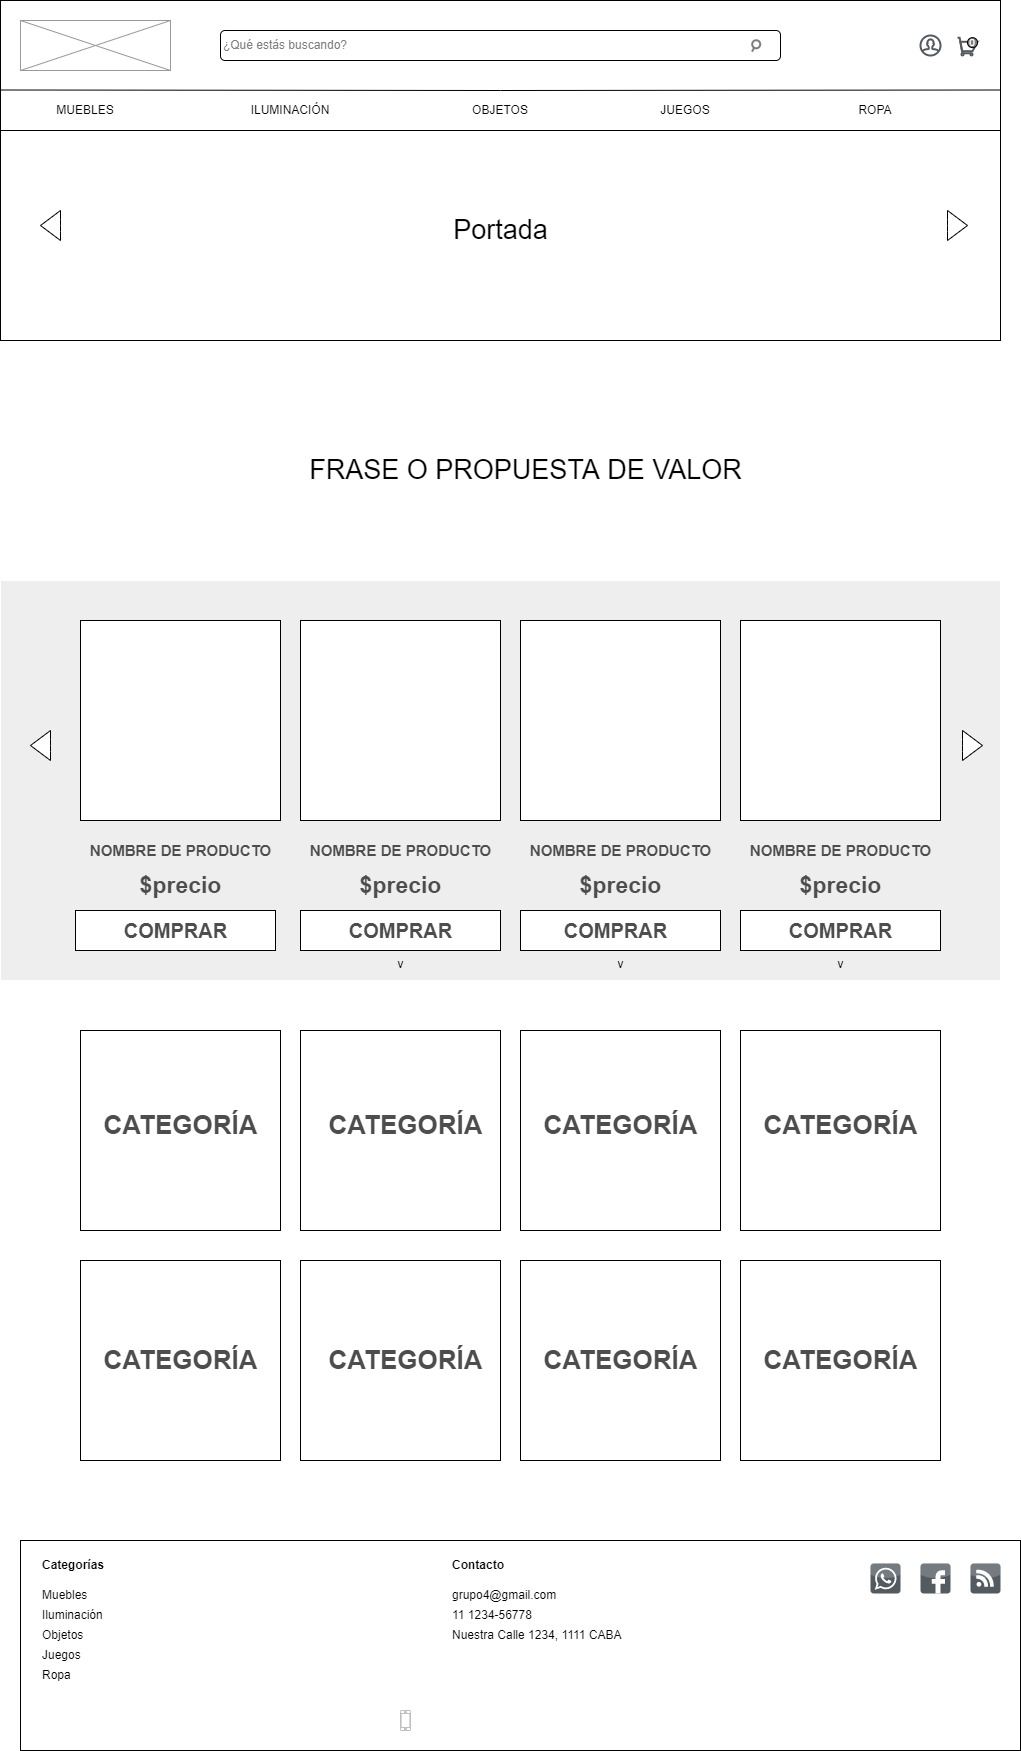 ¿Qué estás buscando?
0
MUEBLES ILUMINACIÓN OBJETOS JUEGOS ROPA
Portada
FRASE O PROPUESTA DE VALOR
NOMBRE DE PRODUCTO NOMBRE DE PRODUCTO NOMBRE DE PRODUCTO NOMBRE DE PRODUCTO
$precio $precio $precio $precio
COMPRAR COMPRAR COMPRAR COMPRAR
v v v
CATEGORÍA CATEGORÍA CATEGORÍA CATEGORÍA
CATEGORÍA CATEGORÍA CATEGORÍA CATEGORÍA
Categorías
Muebles
Iluminación
Objetos
Juegos
Ropa
Contacto
grupo4@gmail.com
11 1234-56778
Nuestra Calle 1234, 1111 CABA